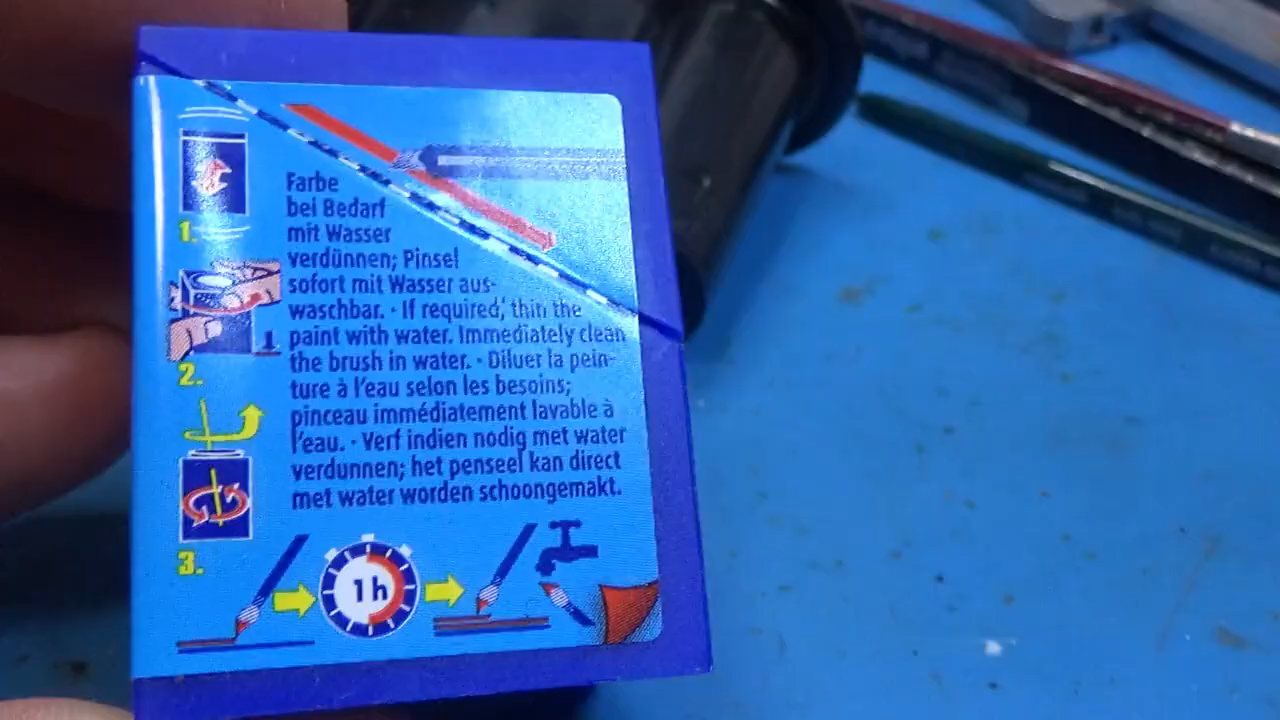 1.
2.
3.
Farbe
bei Bedarf
mit Wasser
verdünnen; Pinsel
sofort mit Wasser aus-
waschbar. · If required, thin the
paint with water. Immediately clean
the brush in water. · Diluer la pein-
ture à l'eau selon les besoins;
pinceau immédiatement lavable à
l'eau. · Verf indien nodig met water
verdunnen; het penseel kan direct
met water worden schoongemakt.
1 h